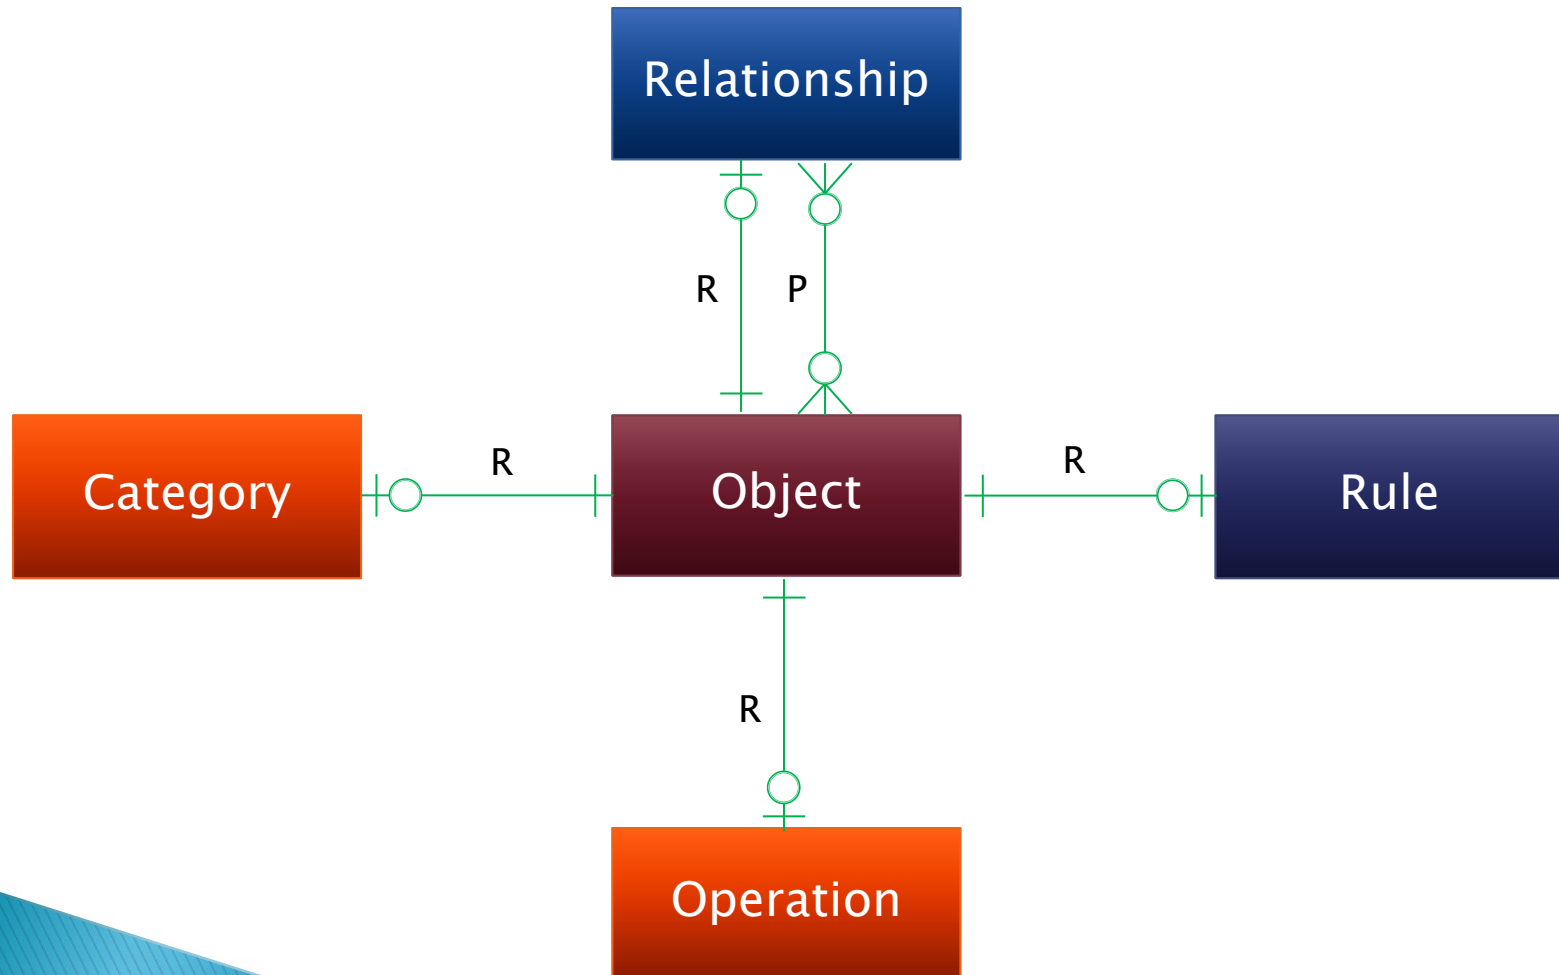 Relationship
R
P
Category
R
Object
R
Rule
R
Operation